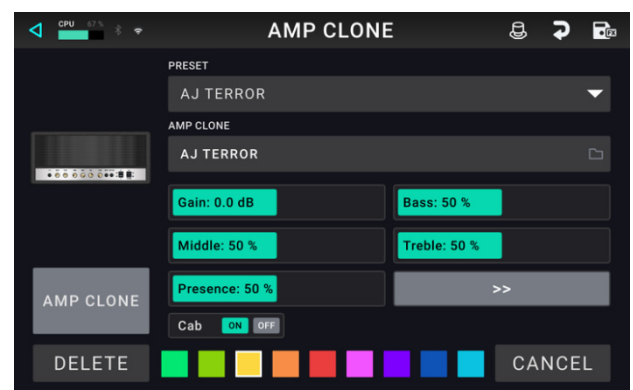 CPU 67 %
AMP CLONE
FX
PRESET
AJ TERROR
AMP CLONE
AJ TERROR
Gain: 0.0 dB
Bass: 50 %
Middle: 50 %
Treble: 50 %
Presence: 50 %
>>
AMP CLONE
Cab ON OFF
DELETE
CANCEL